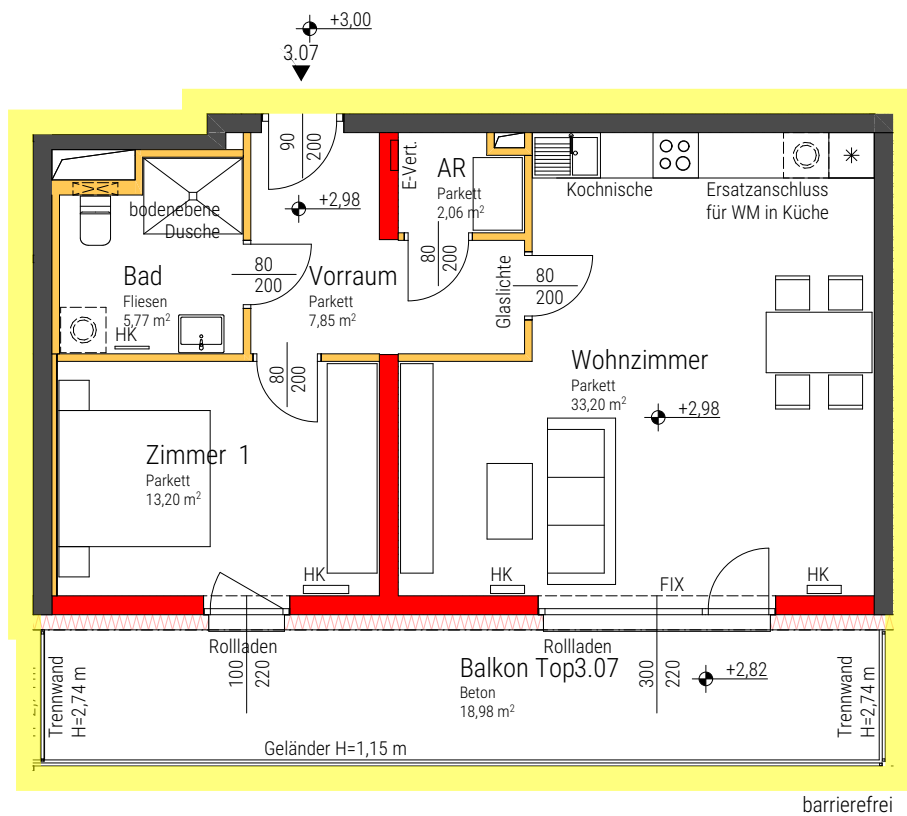 +3,00
3.07
90
200
E-Vert.
AR
Parkett
2,06 m²
Kochnische
Ersatzanschluss
für WM in Küche
bodenebene
Dusche
+2,98
80
200
Bad
Fliesen
5,77 m²
HK
80
200
Vorraum
Parkett
7,85 m²
Glaslichte
80
200
80
200
Wohnzimmer
Parkett
33,20 m²
+2,98
Zimmer 1
Parkett
13,20 m²
HK
HK
FIX
HK
Rollladen
100
220
Rollladen
300
220
Balkon Top3.07
Beton
18,98 m²
+2,82
Trennwand
H=2,74 m
Trennwand
H=2,74 m
Geländer H=1,15 m
barrierefrei